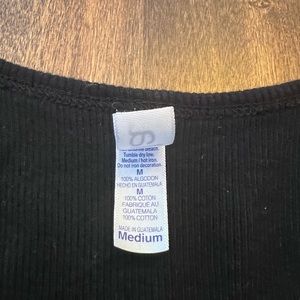 Tumble dry low.
Medium / hot iron.
Do not iron decoration.
M
100% ALGODON
HECHO EN GUATEMALA
M
100% COTON
FABRIQUE AU
GUATEMALA
100% COTTON
MADE IN GUATEMALA
Medium